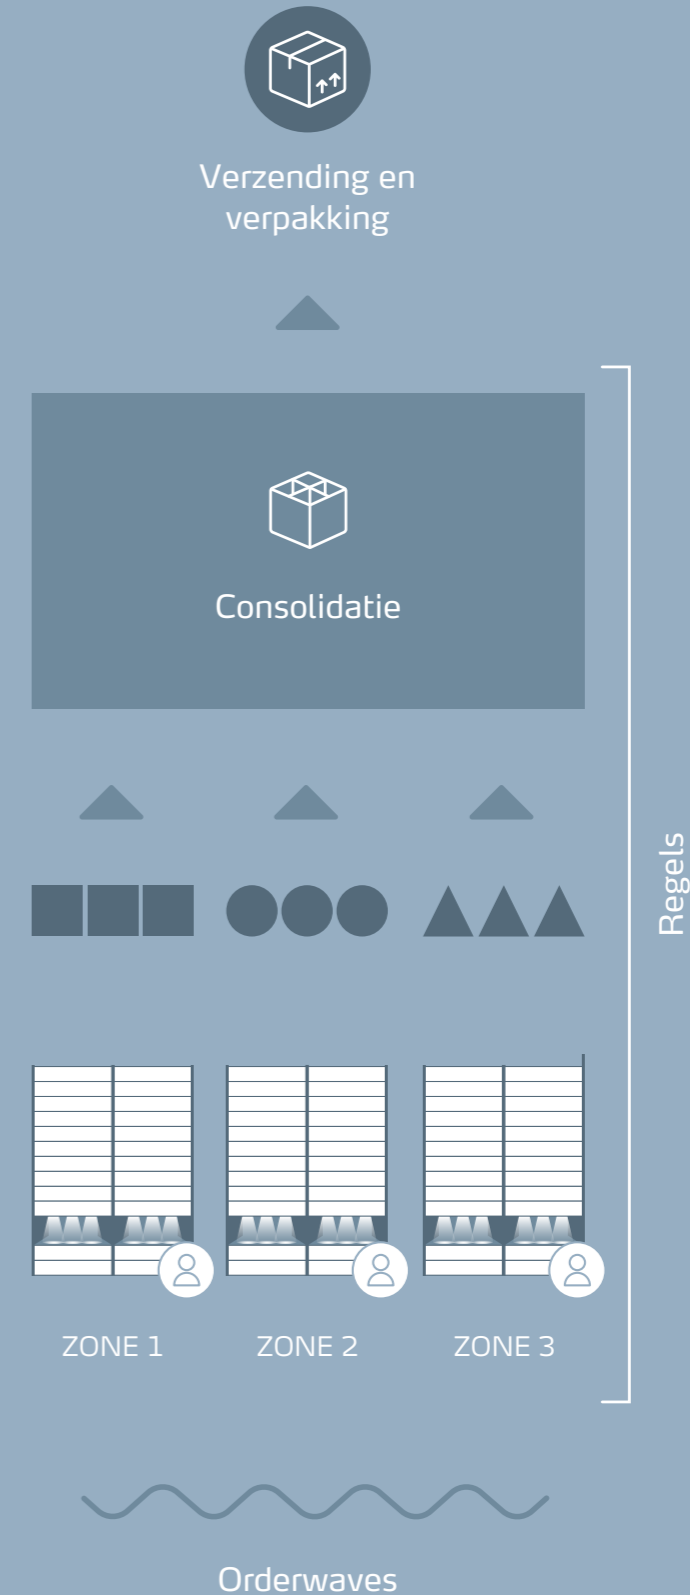 Verzending en
verpakking
Consolidatie
Regels
ZONE 1
ZONE 2
ZONE 3
Orderwaves